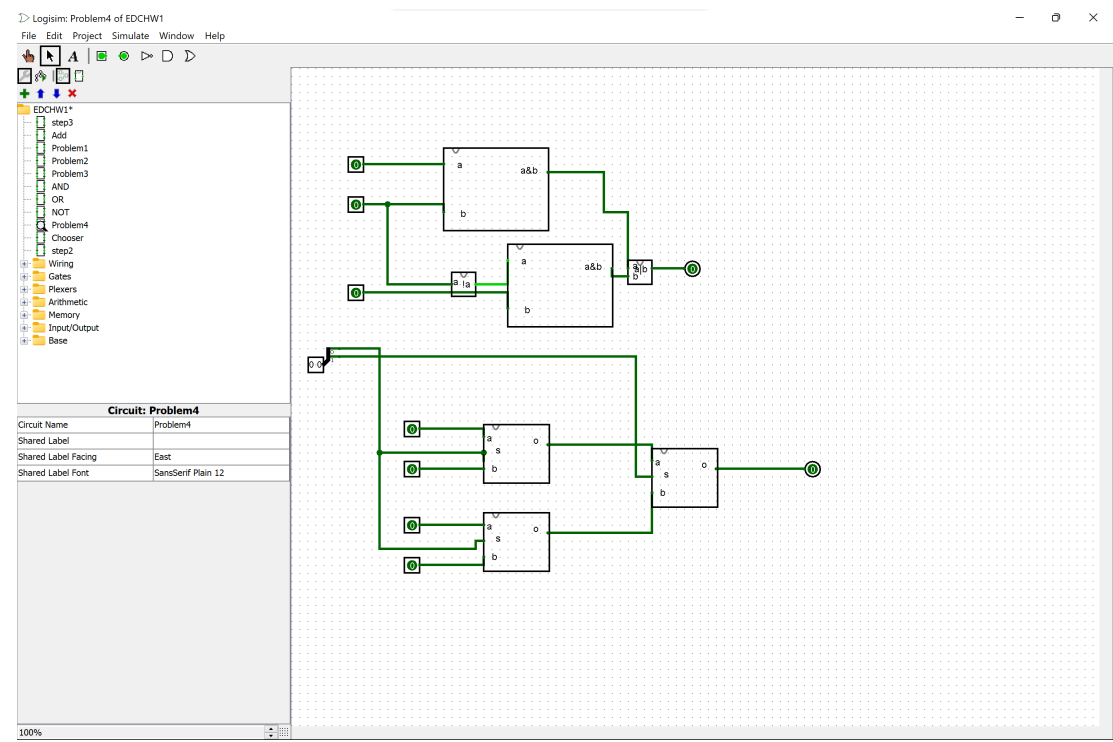 Logisim: Problem4 of EDCHW1
File Edit Project Simulate Window Help
A
EDCHW1*
step3
Add
Problem1
Problem2
Problem3
AND
OR
NOT
Problem4
Chooser
step2
Wiring
Gates
Plexers
Arithmetic
Memory
Input/Output
Base
Circuit: Problem4
Circuit Name Problem4
Shared Label
Shared Label Facing East
Shared Label Font SansSerif Plain 12
100%
0
a
a&b
0
b
a
a&b
a
a|b
b
0
a !a
0
b
0 0
0
a
o
s
0
b
a
o
s
0
b
0
a
o
s
b
0